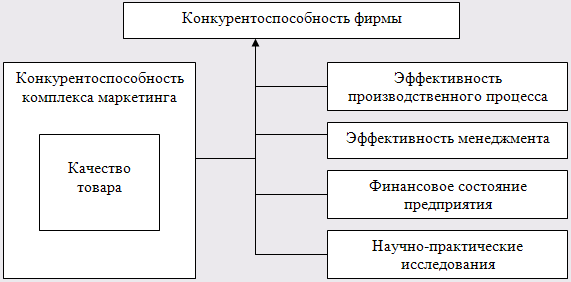 Конкурентоспособность фирмы
Конкурентоспособность
комплекса маркетинга
Качество
товара
Эффективность
производственного процесса
Эффективность менеджмента
Финансовое состояние
предприятия
Научно-практические
исследования